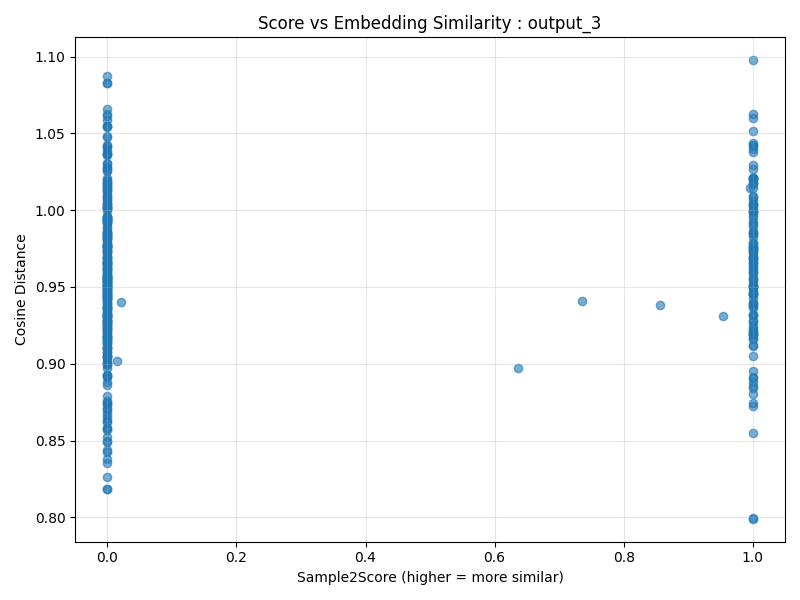 Score vs Embedding Similarity : output_3
Cosine Distance
1.10
1.05
1.00
0.95
0.90
0.85
0.80
0.0 0.2 0.4 0.6 0.8 1.0
Sample2Score (higher = more similar)